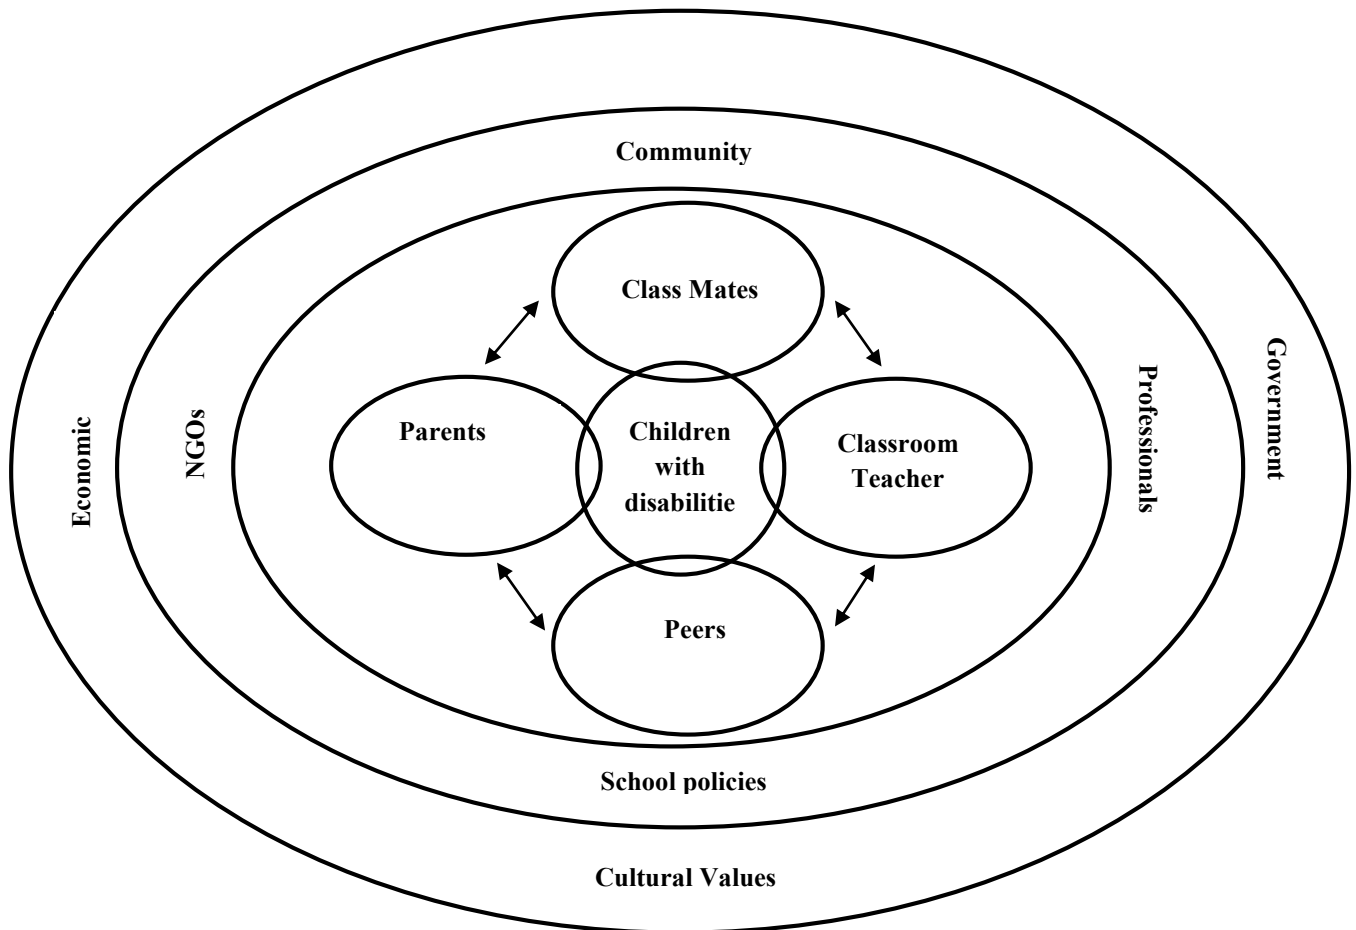 Community
Class Mates
Government
Professionals
NGOs
Economic
Parents
Children
with
disabilitie
Classroom
Teacher
Peers
School policies
Cultural Values